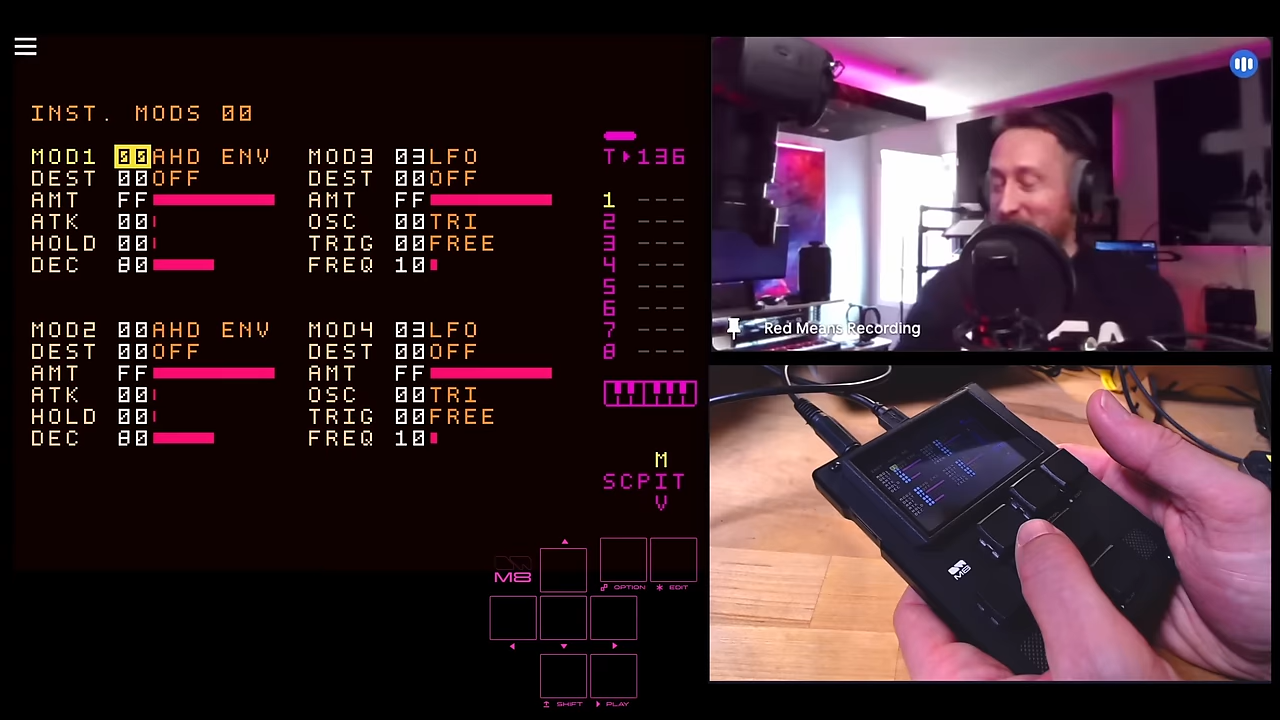 INST. MODS 00
MOD1 00AHD ENV
DEST 00OFF
AMT FF
ATK 00
HOLD 00
DEC 80
MOD3 03LFO
DEST 00OFF
AMT FF
OSC 00TRI
TRIG 00FREE
FREQ 10
MOD2 00AHD ENV
DEST 00OFF
AMT FF
ATK 00
HOLD 00
DEC 80
MOD4 03LFO
DEST 00OFF
AMT FF
OSC 00TRI
TRIG 00FREE
FREQ 10
T▸136
1 ---
2 ---
3 ---
4 ---
5 ---
6 ---
7 ---
8 ---
M
SCPIT
V
M8
OPTION
EDIT
SHIFT
PLAY
Red Means Recording
M8